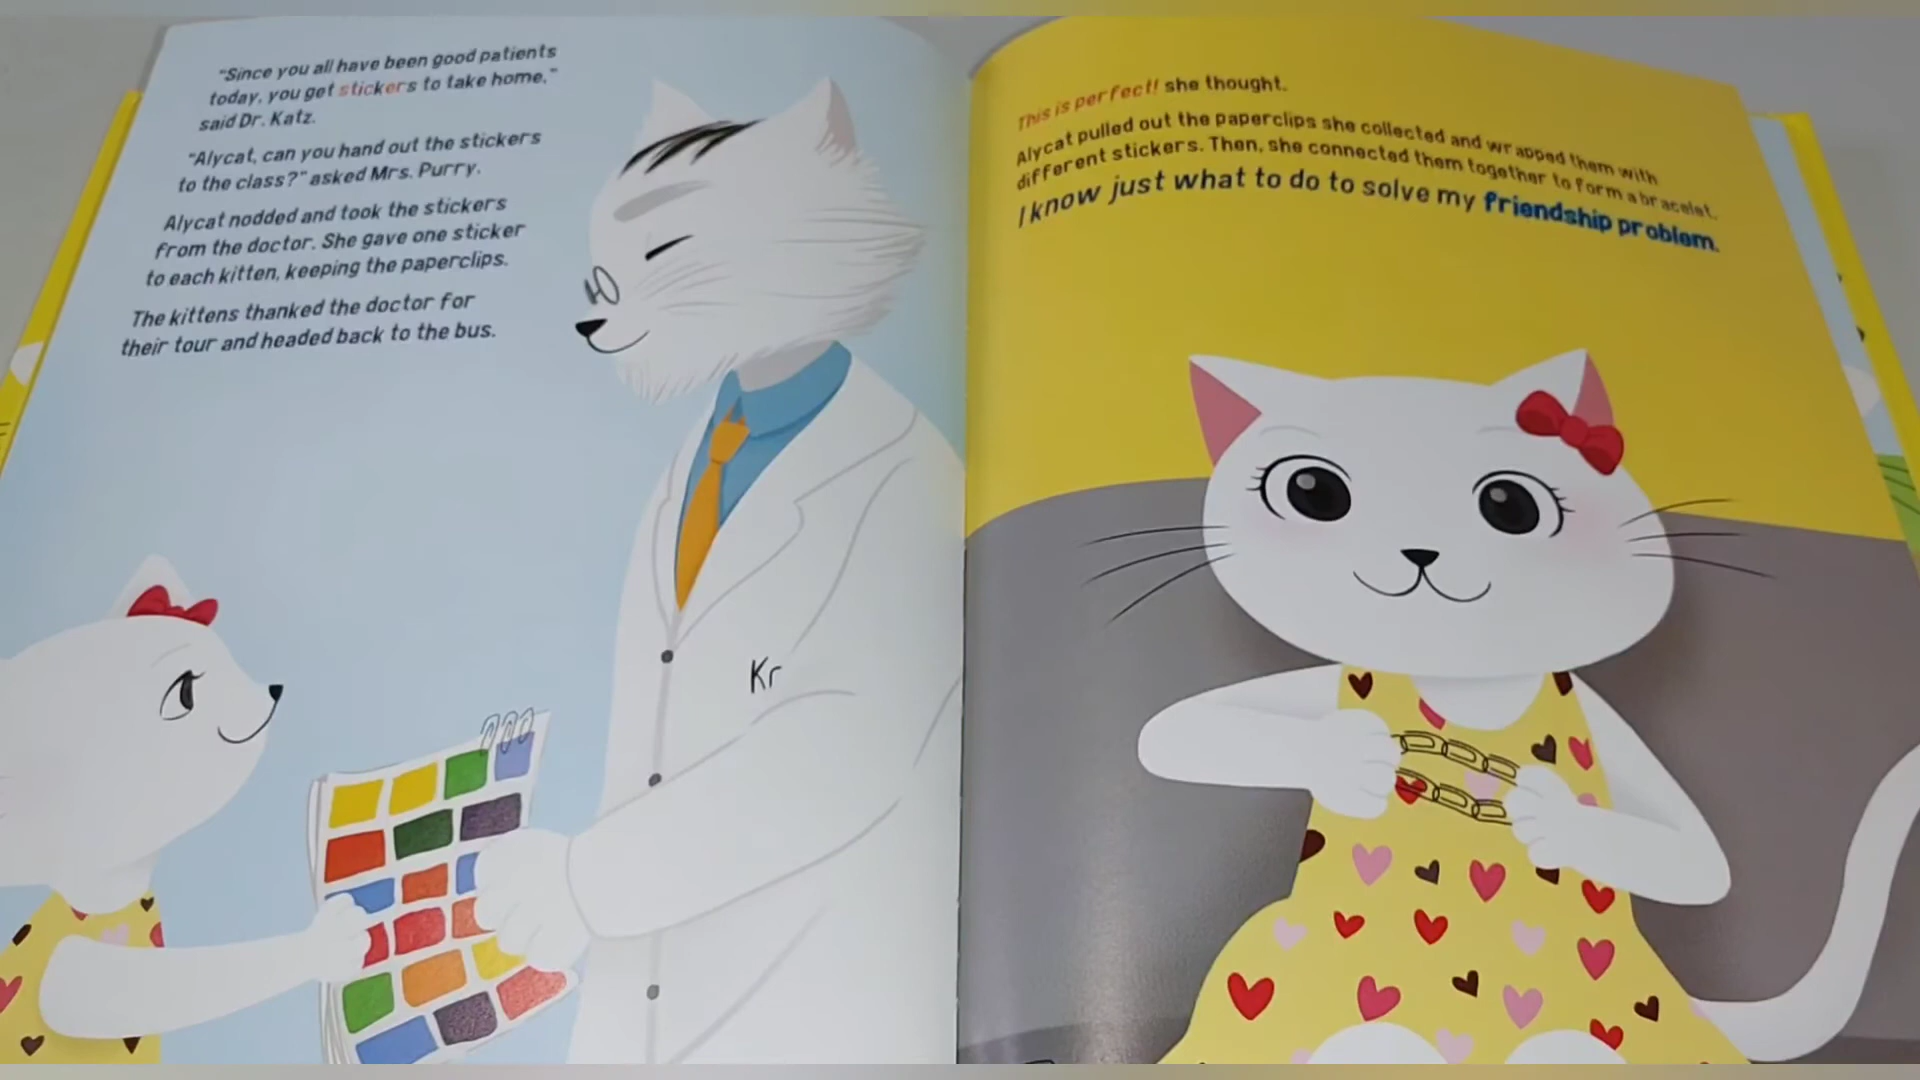 "Since you all have been good patients
today, you get stickers to take home,"
said Dr. Katz.
"Alycat, can you hand out the stickers
to the class?" asked Mrs. Purry.
Alycat nodded and took the stickers
from the doctor. She gave one sticker
to each kitten, keeping the paperclips.
The kittens thanked the doctor for
their tour and headed back to the bus.
Kr
This is perfect! she thought.
Alycat pulled out the paperclips she collected and wrapped them with
different stickers. Then, she connected them together to form a bracelet.
I know just what to do to solve my friendship problem.